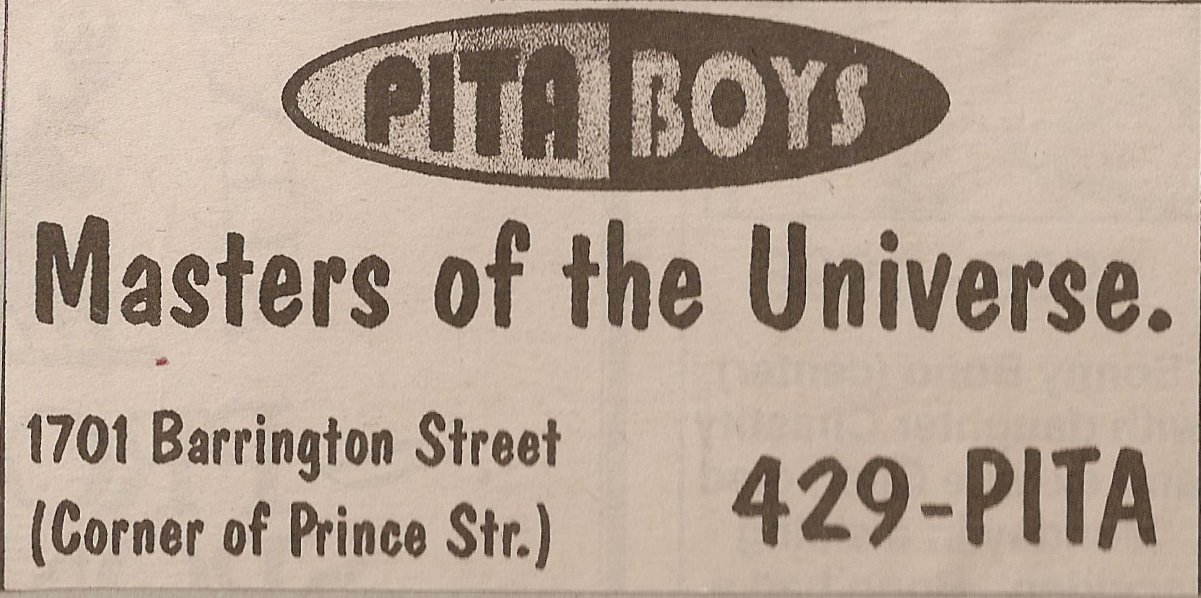 PITA BOYS
Masters of the Universe.
1701 Barrington Street
(Corner of Prince Str.)
429-PITA